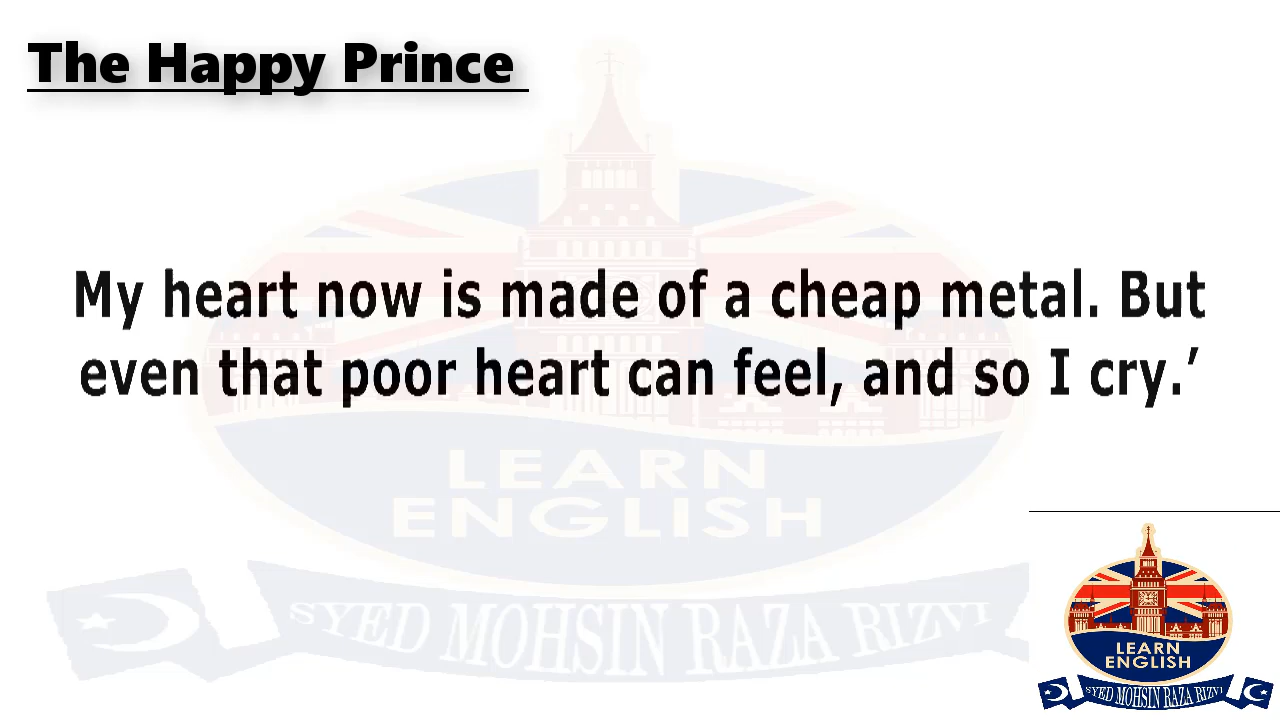 The Happy Prince
My heart now is made of a cheap metal. But
even that poor heart can feel, and so I cry.’
LEARN
ENGLISH
SYED MOHSIN RAZA RIZVI
LEARN
ENGLISH
SYED MOHSIN RAZA RIZVI